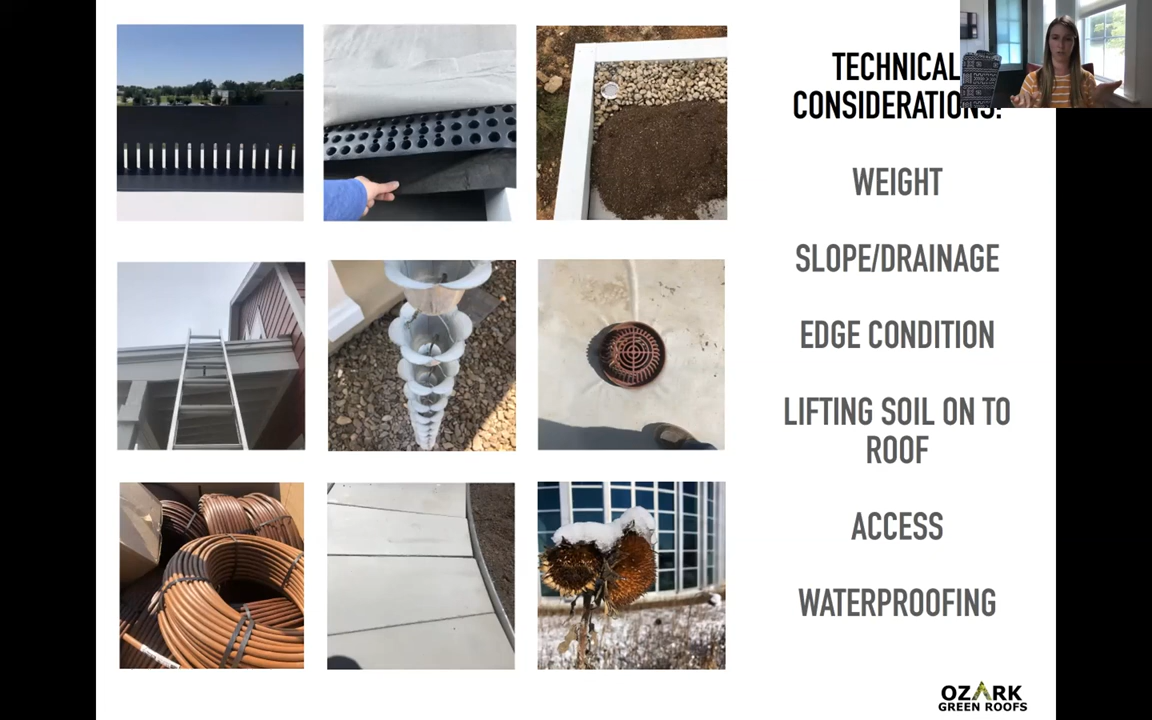 TECHNICAL
CONSIDERATIONS:
WEIGHT
SLOPE/DRAINAGE
EDGE CONDITION
LIFTING SOIL ON TO
ROOF
ACCESS
WATERPROOFING
OZARK
GREEN ROOFS